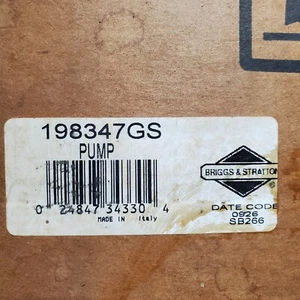 198347GS
PUMP
BRIGGS & STRATTON
0 24847 34330 4
MADE IN Italy
DATE CODE
0926
SB266